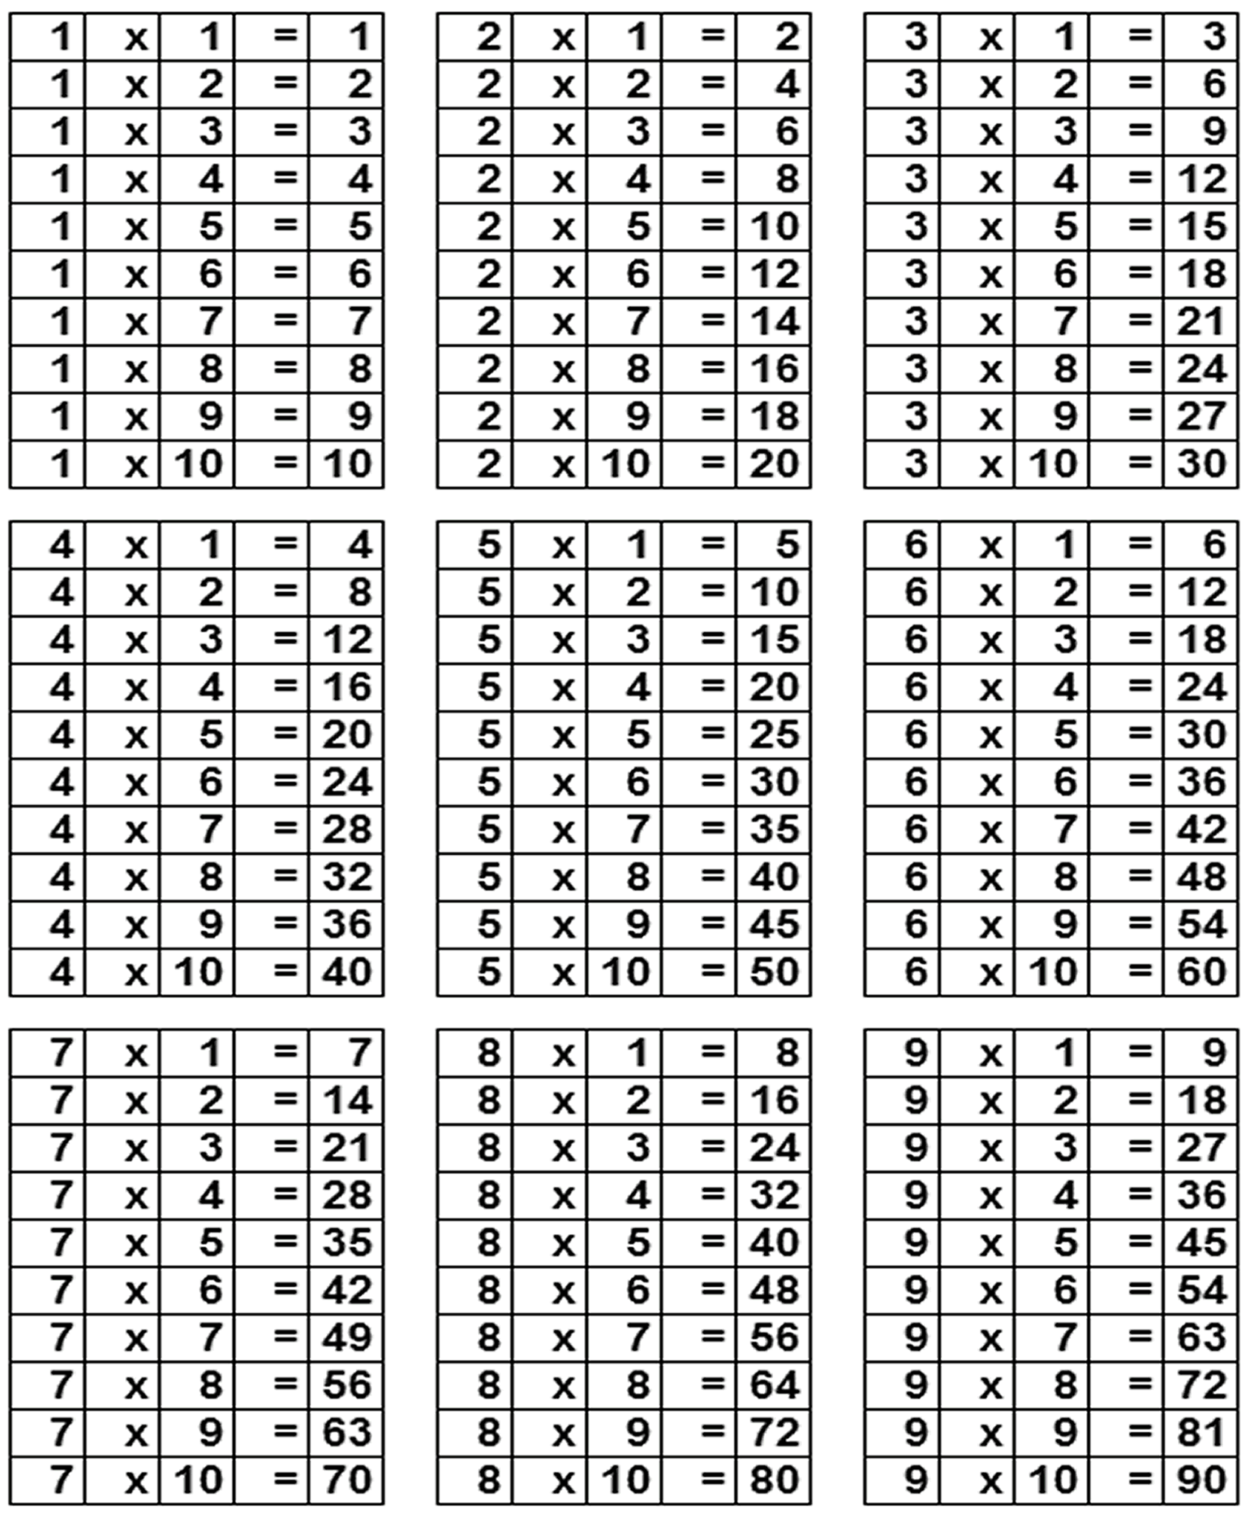 1 x 1 = 1
1 x 2 = 2
1 x 3 = 3
1 x 4 = 4
1 x 5 = 5
1 x 6 = 6
1 x 7 = 7
1 x 8 = 8
1 x 9 = 9
1 x 10 = 10
2 x 1 = 2
2 x 2 = 4
2 x 3 = 6
2 x 4 = 8
2 x 5 = 10
2 x 6 = 12
2 x 7 = 14
2 x 8 = 16
2 x 9 = 18
2 x 10 = 20
3 x 1 = 3
3 x 2 = 6
3 x 3 = 9
3 x 4 = 12
3 x 5 = 15
3 x 6 = 18
3 x 7 = 21
3 x 8 = 24
3 x 9 = 27
3 x 10 = 30
4 x 1 = 4
4 x 2 = 8
4 x 3 = 12
4 x 4 = 16
4 x 5 = 20
4 x 6 = 24
4 x 7 = 28
4 x 8 = 32
4 x 9 = 36
4 x 10 = 40
5 x 1 = 5
5 x 2 = 10
5 x 3 = 15
5 x 4 = 20
5 x 5 = 25
5 x 6 = 30
5 x 7 = 35
5 x 8 = 40
5 x 9 = 45
5 x 10 = 50
6 x 1 = 6
6 x 2 = 12
6 x 3 = 18
6 x 4 = 24
6 x 5 = 30
6 x 6 = 36
6 x 7 = 42
6 x 8 = 48
6 x 9 = 54
6 x 10 = 60
7 x 1 = 7
7 x 2 = 14
7 x 3 = 21
7 x 4 = 28
7 x 5 = 35
7 x 6 = 42
7 x 7 = 49
7 x 8 = 56
7 x 9 = 63
7 x 10 = 70
8 x 1 = 8
8 x 2 = 16
8 x 3 = 24
8 x 4 = 32
8 x 5 = 40
8 x 6 = 48
8 x 7 = 56
8 x 8 = 64
8 x 9 = 72
8 x 10 = 80
9 x 1 = 9
9 x 2 = 18
9 x 3 = 27
9 x 4 = 36
9 x 5 = 45
9 x 6 = 54
9 x 7 = 63
9 x 8 = 72
9 x 9 = 81
9 x 10 = 90